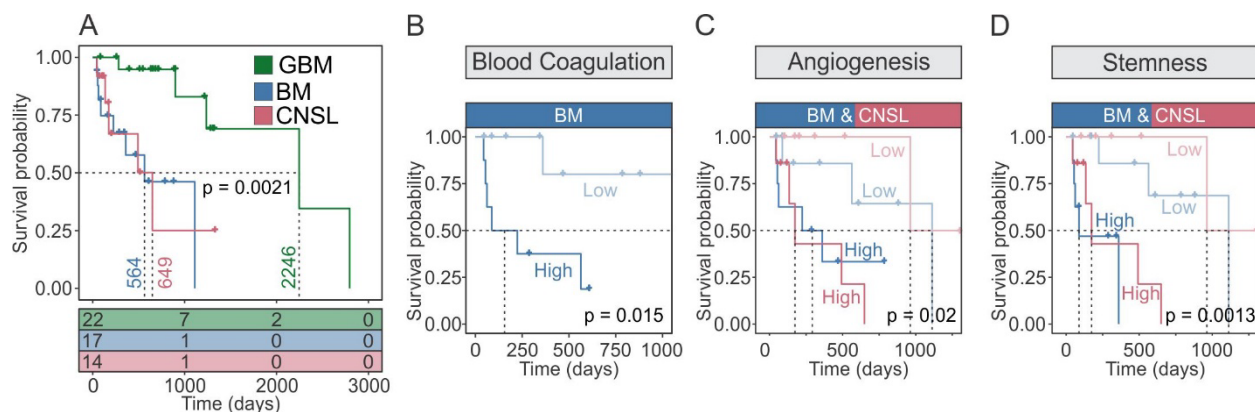 A
Survival probability
1.00
0.75
0.50
0.25
0.00
GBM
BM
CNSL
p = 0.0021
564
649
2246
22 7 2 0
17 1 0 0
14 1 0 0
0 1000 2000 3000
Time (days)
B
Blood Coagulation
BM
Survival probability
1.00
0.75
0.50
0.25
0.00
Low
High
p = 0.015
0 250 500 750 1000
Time (days)
C
Angiogenesis
BM & CNSL
Survival probability
1.00
0.75
0.50
0.25
0.00
Low
Low
High
High
p = 0.02
0 500 1000
Time (days)
D
Stemness
BM & CNSL
Survival probability
1.00
0.75
0.50
0.25
0.00
Low
Low
High
High
p = 0.0013
0 500 1000
Time (days)